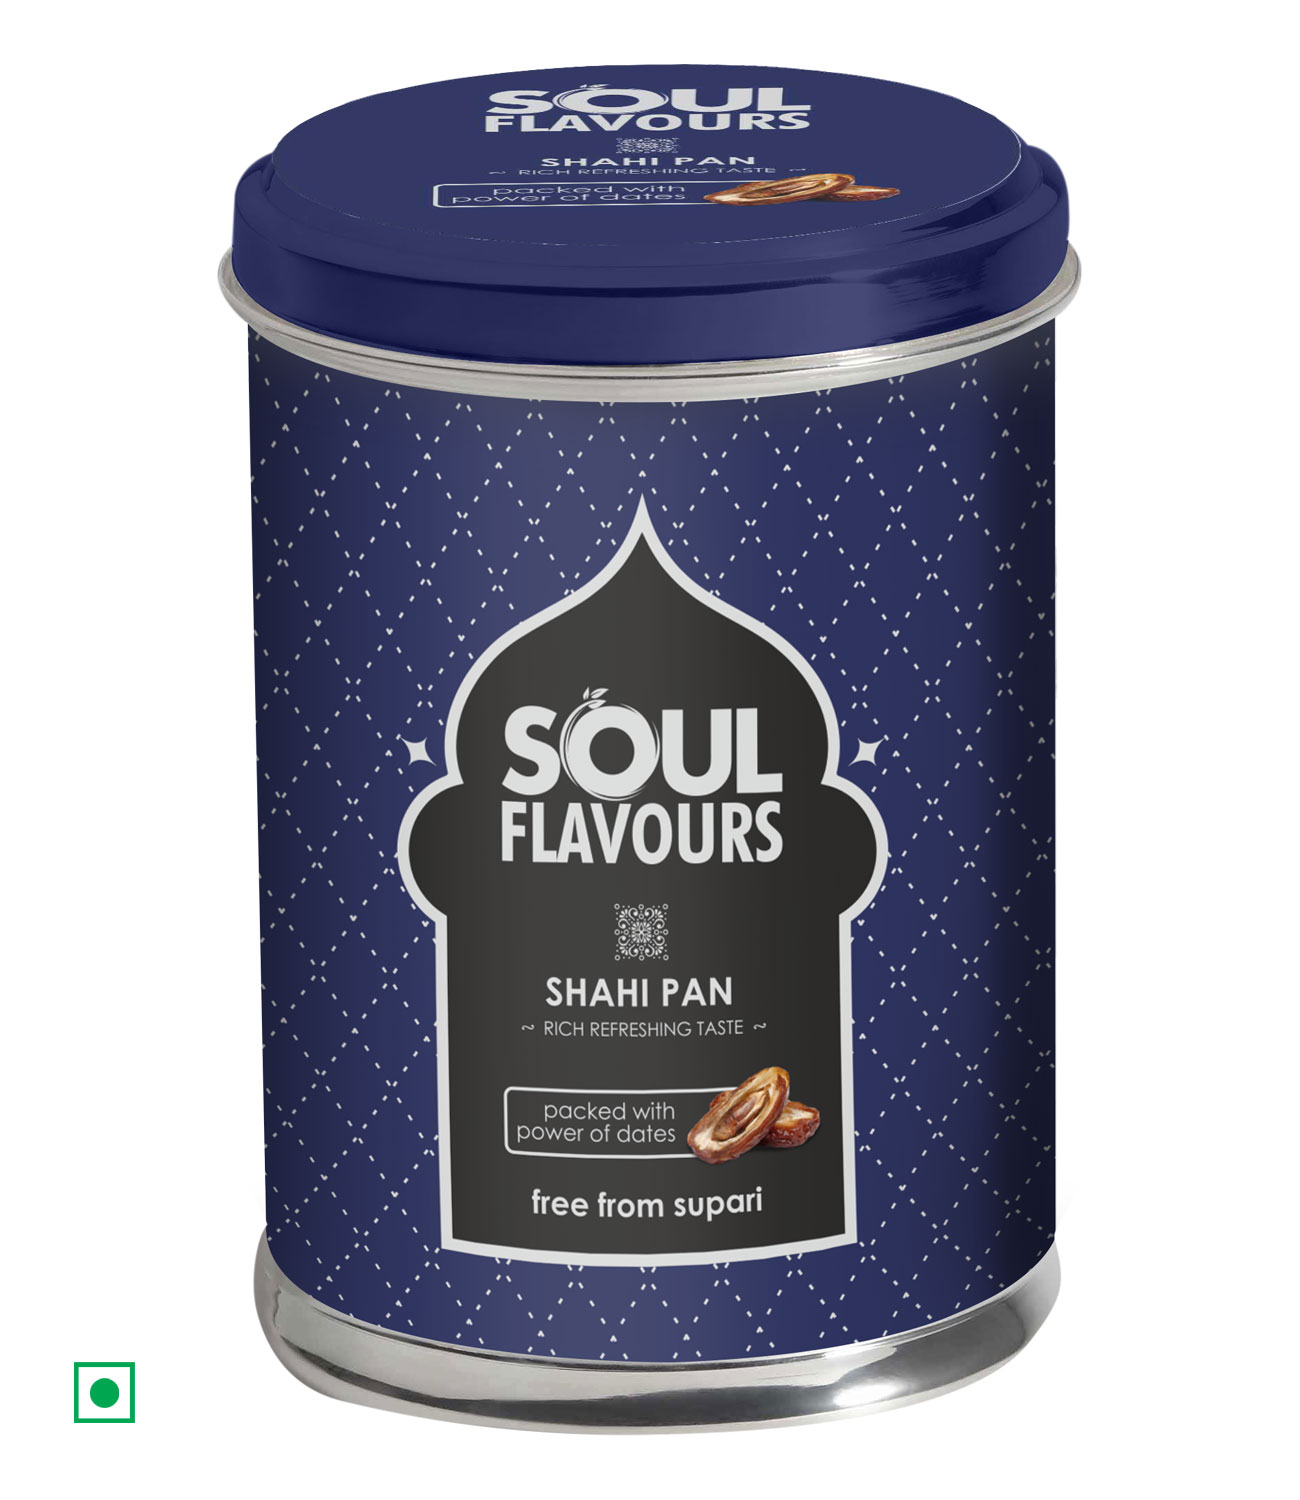 SOUL
FLAVOURS
SHAHI PAN
~ RICH REFRESHING TASTE ~
packed with
power of dates
SOUL
FLAVOURS
SHAHI PAN
~ RICH REFRESHING TASTE ~
packed with
power of dates
free from supari